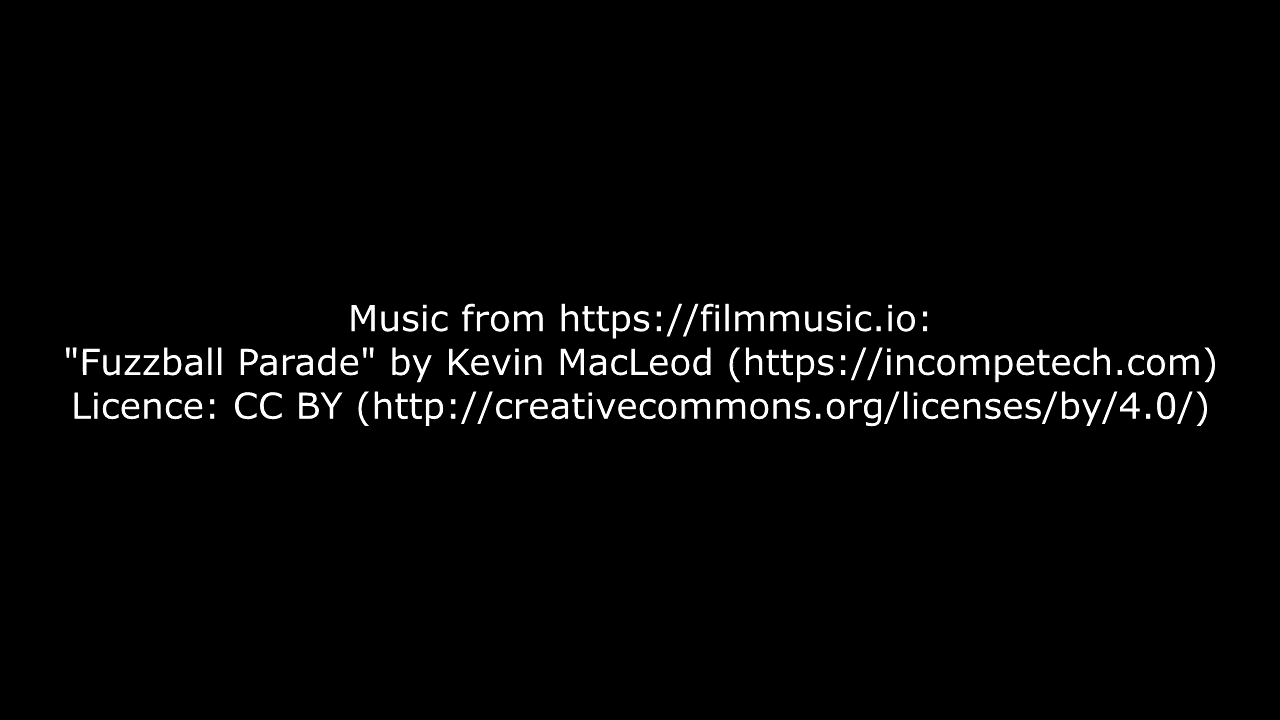 Music from https://filmmusic.io:
"Fuzzball Parade" by Kevin MacLeod (https://incompetech.com)
Licence: CC BY (http://creativecommons.org/licenses/by/4.0/)